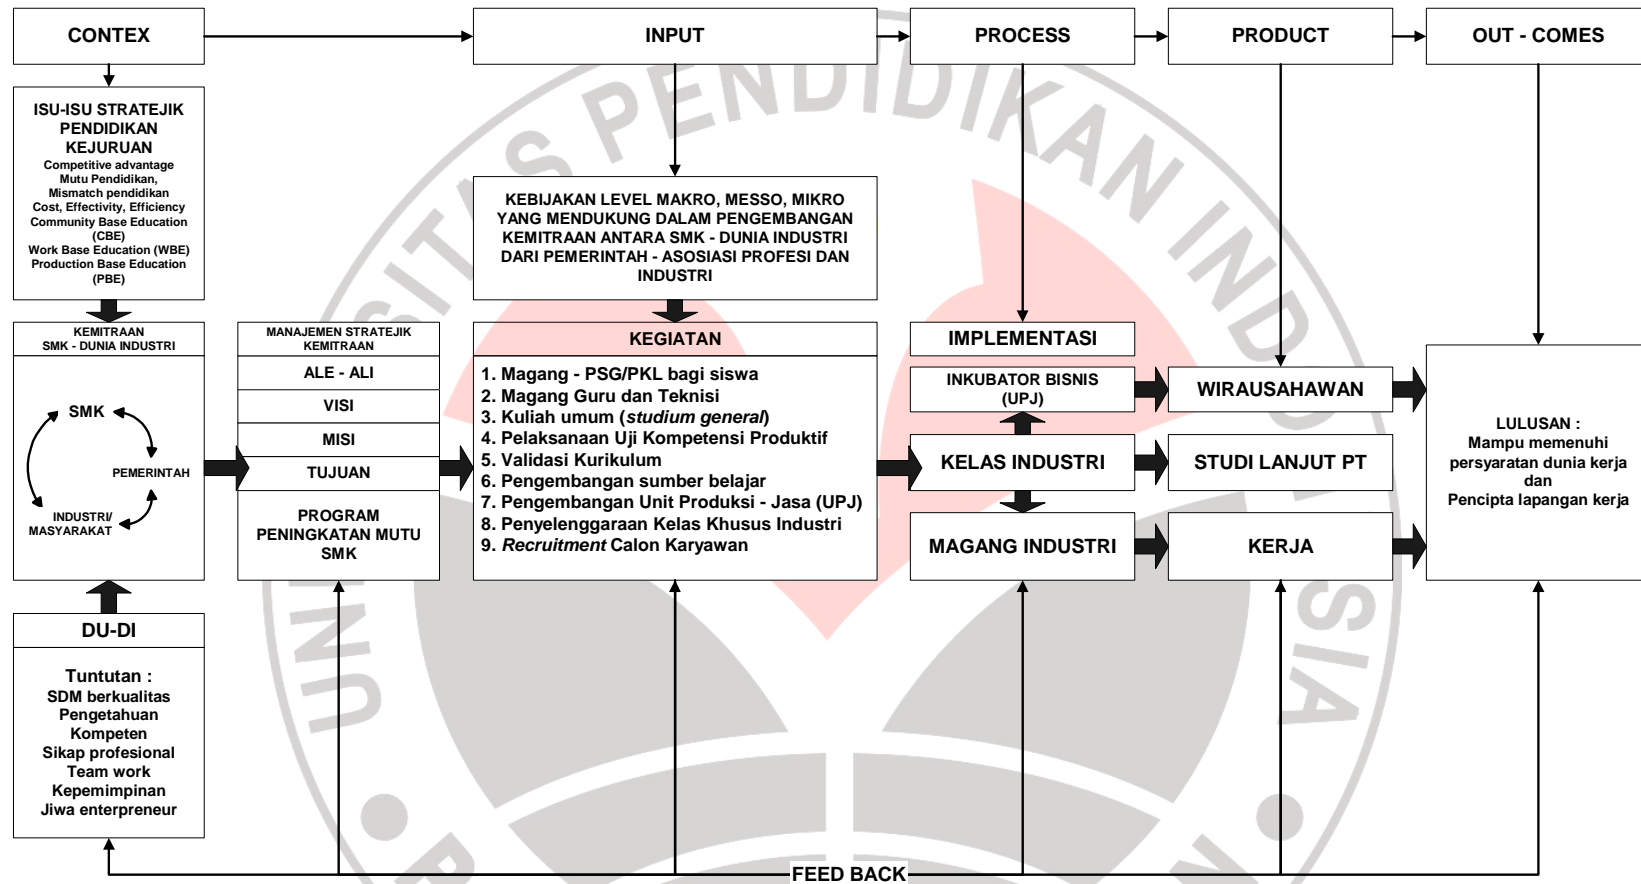 CONTEX
INPUT
PROCESS
PRODUCT
OUT - COMES
ISU-ISU STRATEJIK
PENDIDIKAN
KEJURUAN
Competitive advantage
Mutu Pendidikan,
Mismatch pendidikan
Cost, Effectivity, Efficiency
Community Base Education
(CBE)
Work Base Education (WBE)
Production Base Education
(PBE)
KEBIJAKAN LEVEL MAKRO, MESSO, MIKRO
YANG MENDUKUNG DALAM PENGEMBANGAN
KEMITRAAN ANTARA SMK - DUNIA INDUSTRI
DARI PEMERINTAH - ASOSIASI PROFESI DAN
INDUSTRI
KEMITRAAN
SMK - DUNIA INDUSTRI
SMK
PEMERINTAH
INDUSTRI/
MASYARAKAT
MANAJEMEN STRATEJIK
KEMITRAAN
ALE - ALI
VISI
MISI
TUJUAN
PROGRAM
PENINGKATAN MUTU
SMK
KEGIATAN
1. Magang - PSG/PKL bagi siswa
2. Magang Guru dan Teknisi
3. Kuliah umum (studium general)
4. Pelaksanaan Uji Kompetensi Produktif
5. Validasi Kurikulum
6. Pengembangan sumber belajar
7. Pengembangan Unit Produksi - Jasa (UPJ)
8. Penyelenggaraan Kelas Khusus Industri
9. Recruitment Calon Karyawan
IMPLEMENTASI
INKUBATOR BISNIS
(UPJ)
KELAS INDUSTRI
MAGANG INDUSTRI
WIRAUSAHAWAN
STUDI LANJUT PT
KERJA
LULUSAN :
Mampu memenuhi
persyaratan dunia kerja
dan
Pencipta lapangan kerja
DU-DI
Tuntutan :
SDM berkualitas
Pengetahuan
Kompeten
Sikap profesional
Team work
Kepemimpinan
Jiwa enterpreneur
FEED BACK